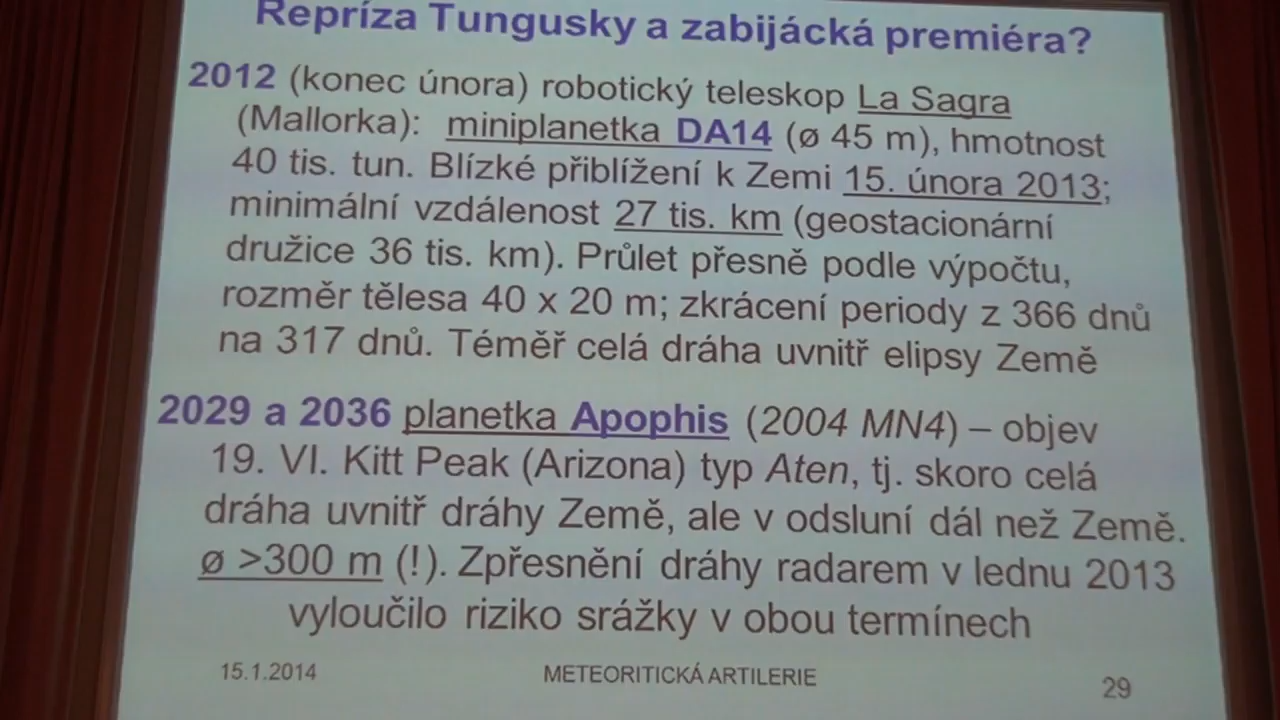 Repríza Tungusky a zabijácká premiéra?
2012 (konec února) robotický teleskop La Sagra
(Mallorka): miniplanetka DA14 (ø 45 m), hmotnost
40 tis. tun. Blízké přiblížení k Zemi 15. února 2013;
minimální vzdálenost 27 tis. km (geostacionární
družice 36 tis. km). Průlet přesně podle výpočtu,
rozměr tělesa 40 x 20 m; zkrácení periody z 366 dnů
na 317 dnů. Téměř celá dráha uvnitř elipsy Země
2029 a 2036 planetka Apophis (2004 MN4) – objev
19. VI. Kitt Peak (Arizona) typ Aten, tj. skoro celá
dráha uvnitř dráhy Země, ale v odsluní dál než Země.
ø >300 m (!). Zpřesnění dráhy radarem v lednu 2013
vyloučilo riziko srážky v obou termínech
15.1.2014 METEORITICKÁ ARTILERIE 29